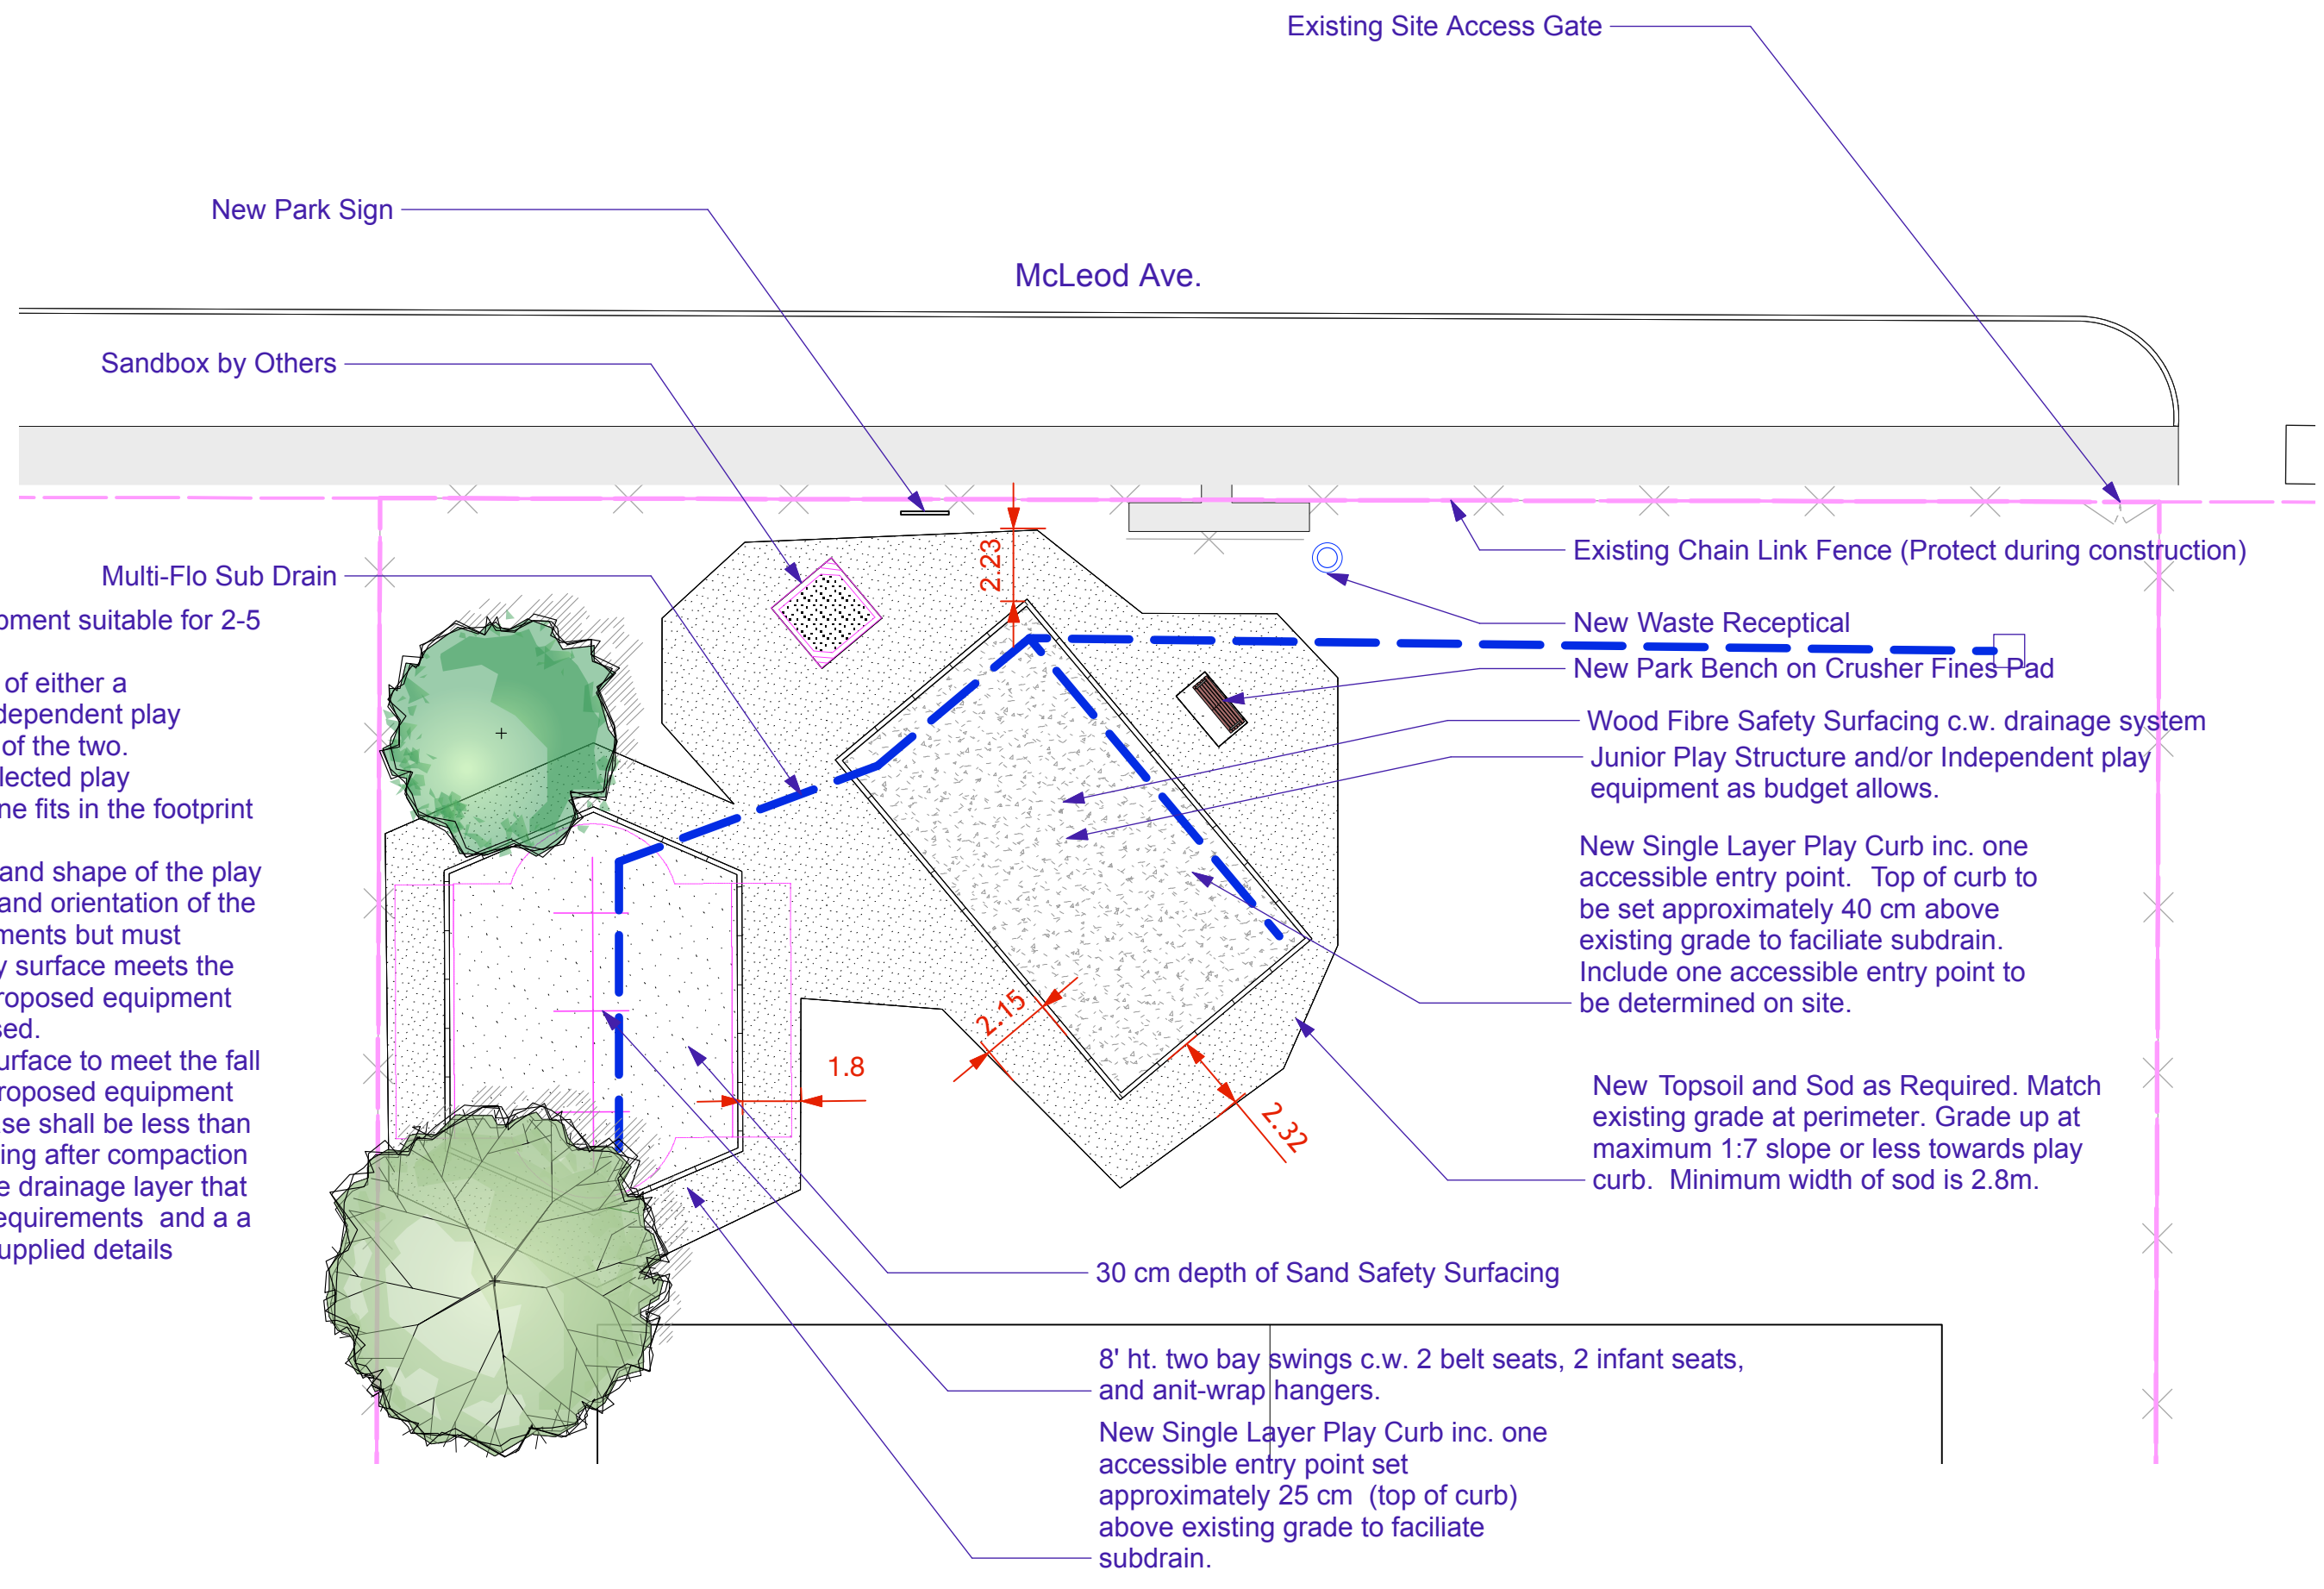 Existing Site Access Gate
New Park Sign
McLeod Ave.
Sandbox by Others
Multi-Flo Sub Drain
pment suitable for 2-5
of either a
dependent play
of the two.
lected play
ne fits in the footprint
and shape of the play
and orientation of the
ments but must
y surface meets the
roposed equipment
sed.
urface to meet the fall
roposed equipment
se shall be less than
ing after compaction
e drainage layer that
equirements and a a
upplied details
2.23
2.15
1.8
2.32
Existing Chain Link Fence (Protect during construction)
New Waste Receptical
New Park Bench on Crusher Fines Pad
Wood Fibre Safety Surfacing c.w. drainage system
Junior Play Structure and/or Independent play
equipment as budget allows.
New Single Layer Play Curb inc. one
accessible entry point. Top of curb to
be set approximately 40 cm above
existing grade to faciliate subdrain.
Include one accessible entry point to
be determined on site.
New Topsoil and Sod as Required. Match
existing grade at perimeter. Grade up at
maximum 1:7 slope or less towards play
curb. Minimum width of sod is 2.8m.
30 cm depth of Sand Safety Surfacing
8' ht. two bay swings c.w. 2 belt seats, 2 infant seats,
and anit-wrap hangers.
New Single Layer Play Curb inc. one
accessible entry point set
approximately 25 cm (top of curb)
above existing grade to faciliate
subdrain.